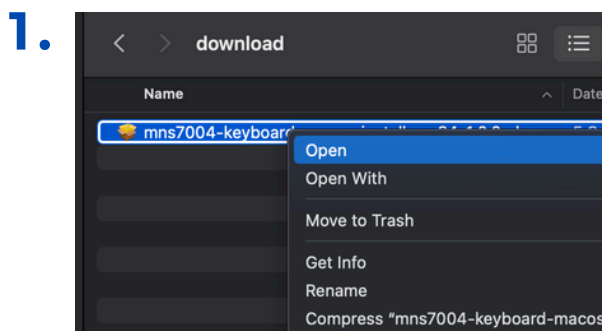 1.
download
Name
Date
mns7004-keyboard
Open
Open With
Move to Trash
Get Info
Rename
Compress “mns7004-keyboard-macos